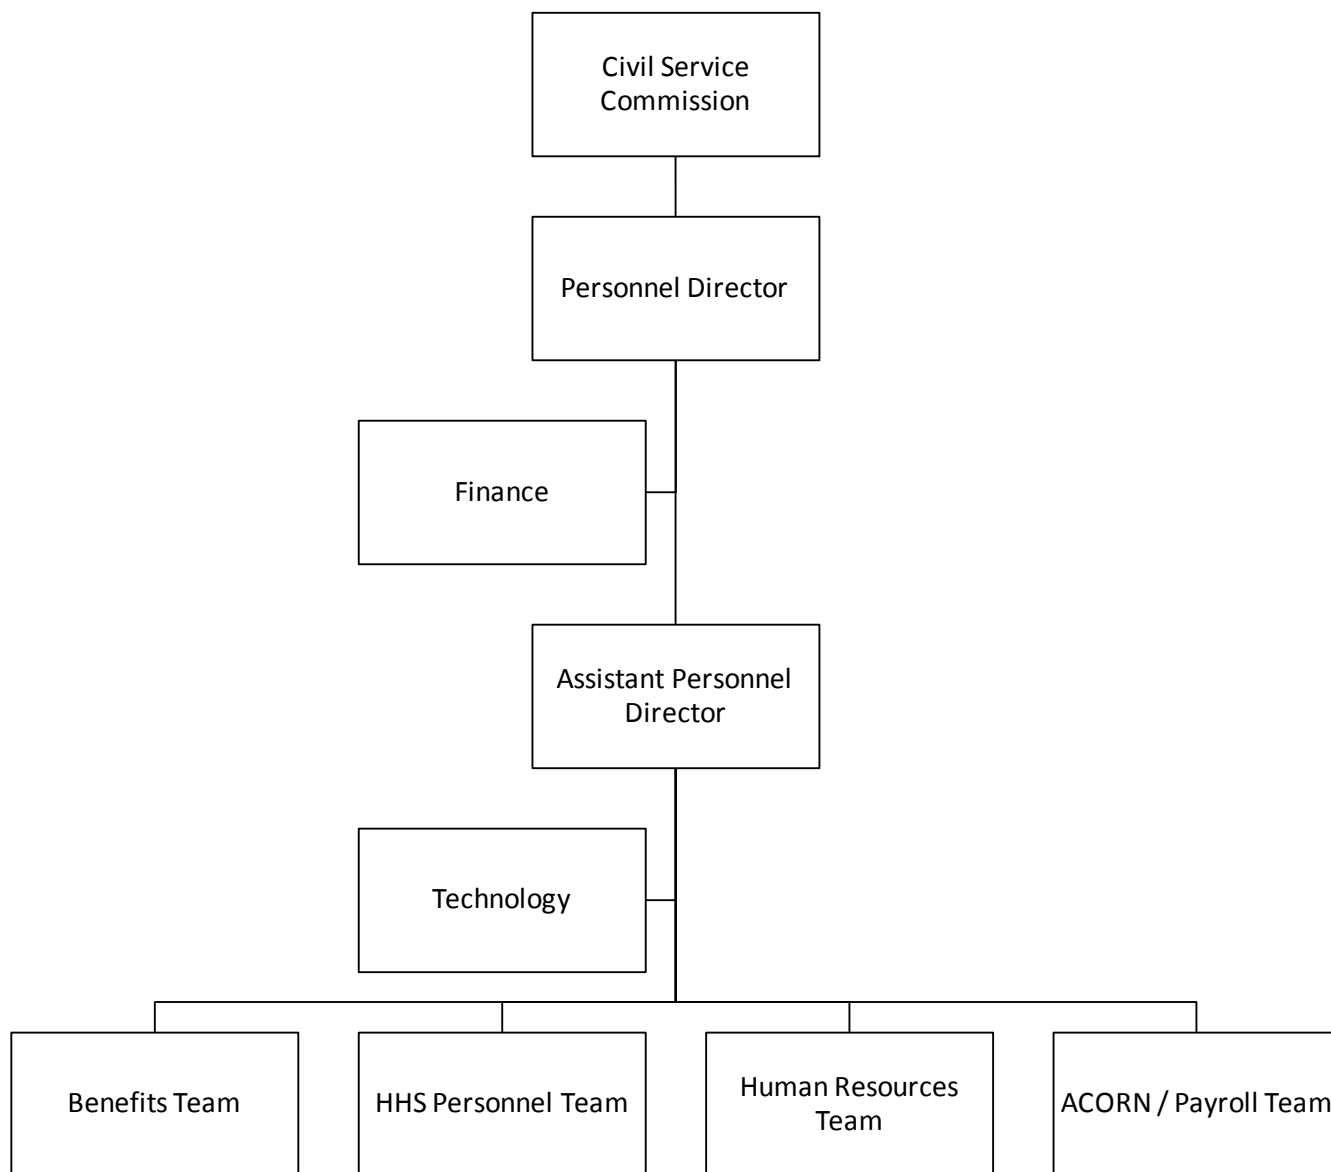 Civil Service
Commission
Personnel Director
Finance
Assistant Personnel
Director
Technology
Benefits Team
HHS Personnel Team
Human Resources
Team
ACORN / Payroll Team